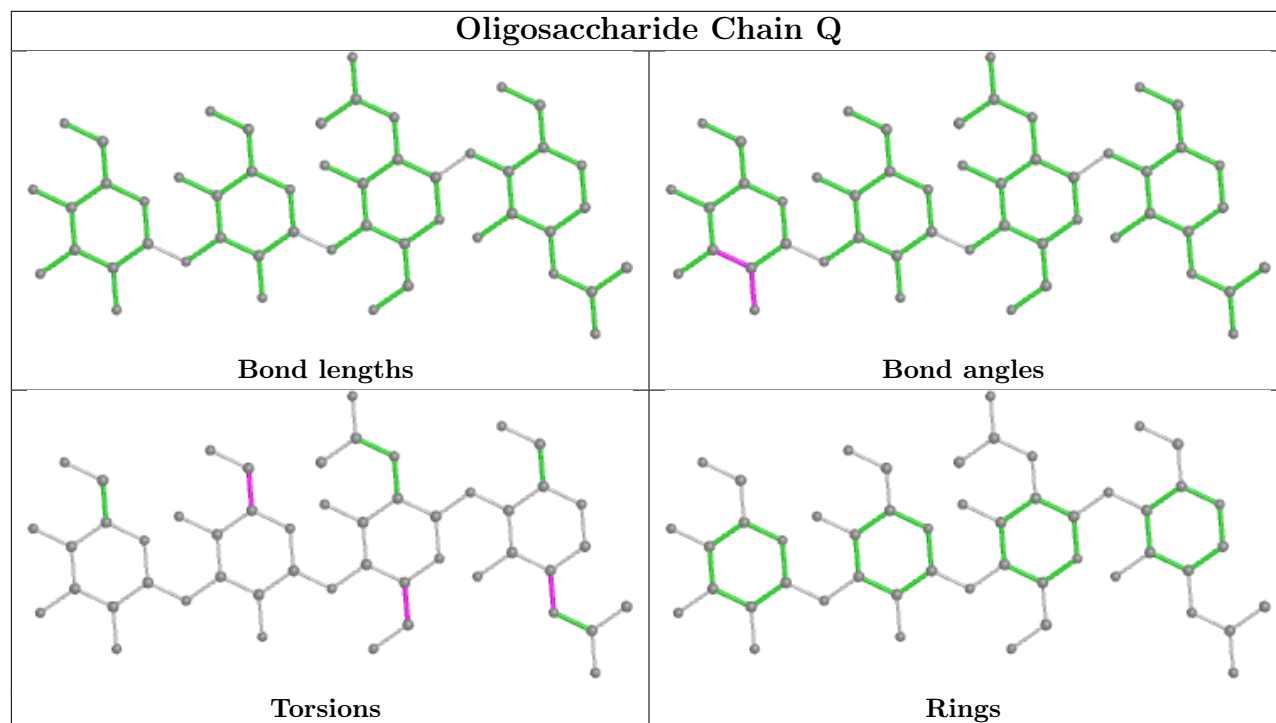 Oligosaccharide Chain Q
Bond lengths
Bond angles
Torsions
Rings